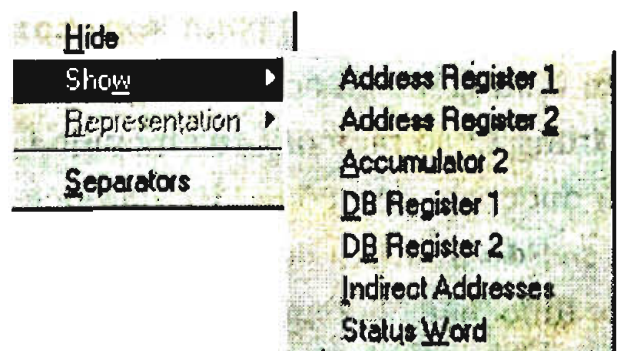 Hide
Show
Representation
Separators
Address Register 1
Address Register 2
Accumulator 2
DB Register 1
DB Register 2
Indirect Addresses
Status Word